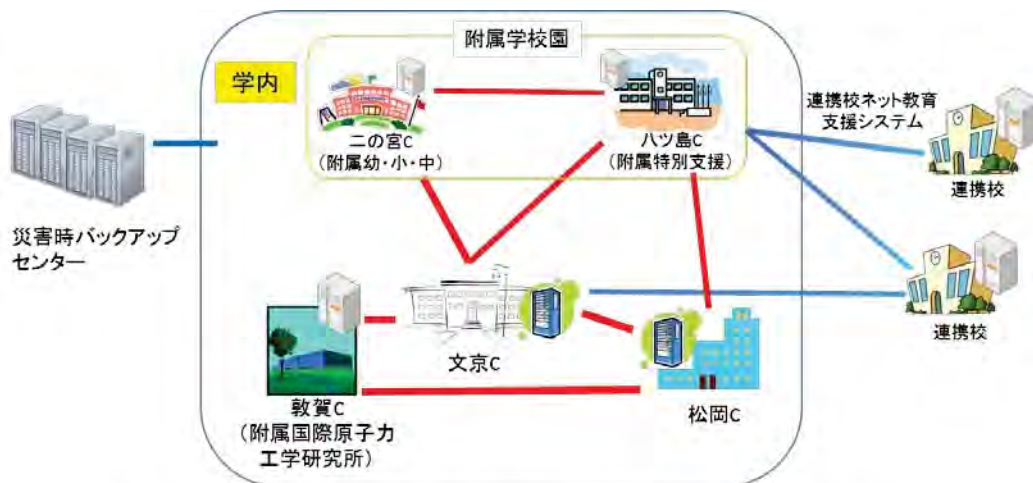 附属学校園
学内
二の宮C
(附属幼・小・中)
八ツ島C
(附属特別支援)
連携校ネット教育
支援システム
連携校
災害時バックアップ
センター
連携校
文京C
松岡C
敦賀C
(附属国際原子力
工学研究所)